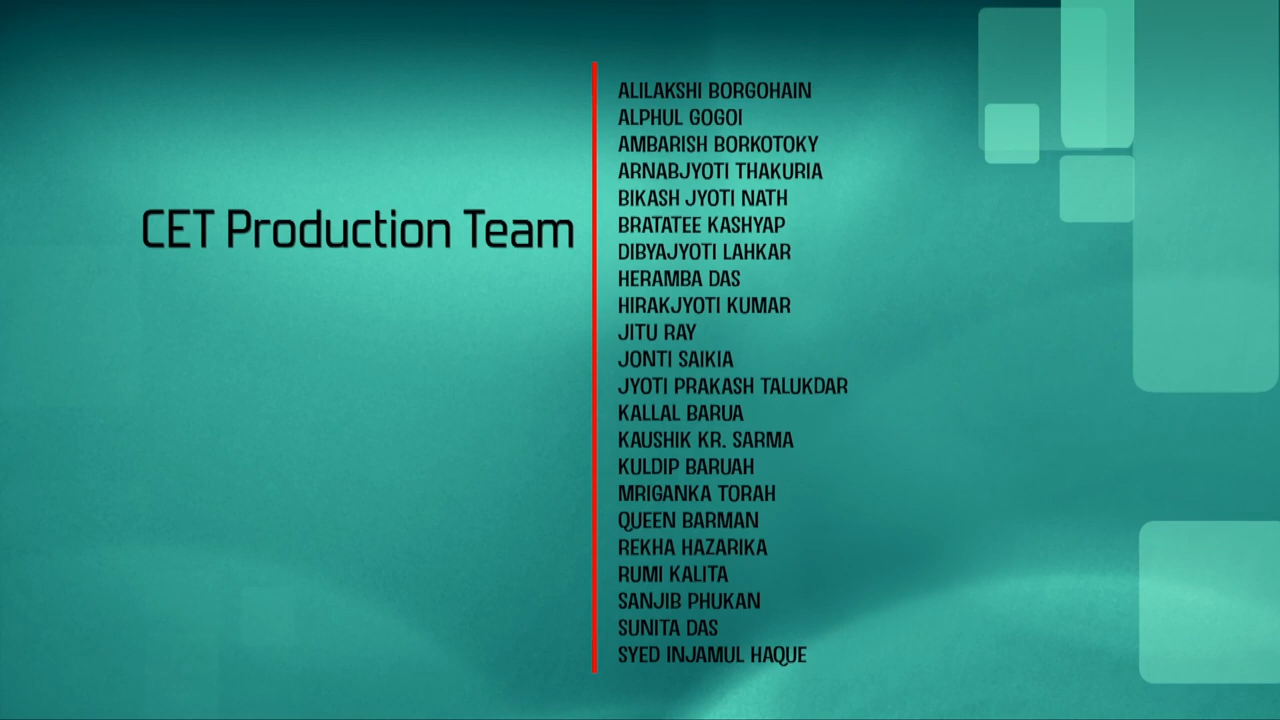 CET Production Team
ALILAKSHI BORGOHAIN
ALPHUL GOGOI
AMBARISH BORKOTOKY
ARNABJYOTI THAKURIA
BIKASH JYOTI NATH
BRATATEE KASHYAP
DIBYAJYOTI LAHKAR
HERAMBA DAS
HIRAKJYOTI KUMAR
JITU RAY
JONTI SAIKIA
JYOTI PRAKASH TALUKDAR
KALLAL BARUA
KAUSHIK KR. SARMA
KULDIP BARUAH
MRIGANKA TORAH
QUEEN BARMAN
REKHA HAZARIKA
RUMI KALITA
SANJIB PHUKAN
SUNITA DAS
SYED INJAMUL HAQUE